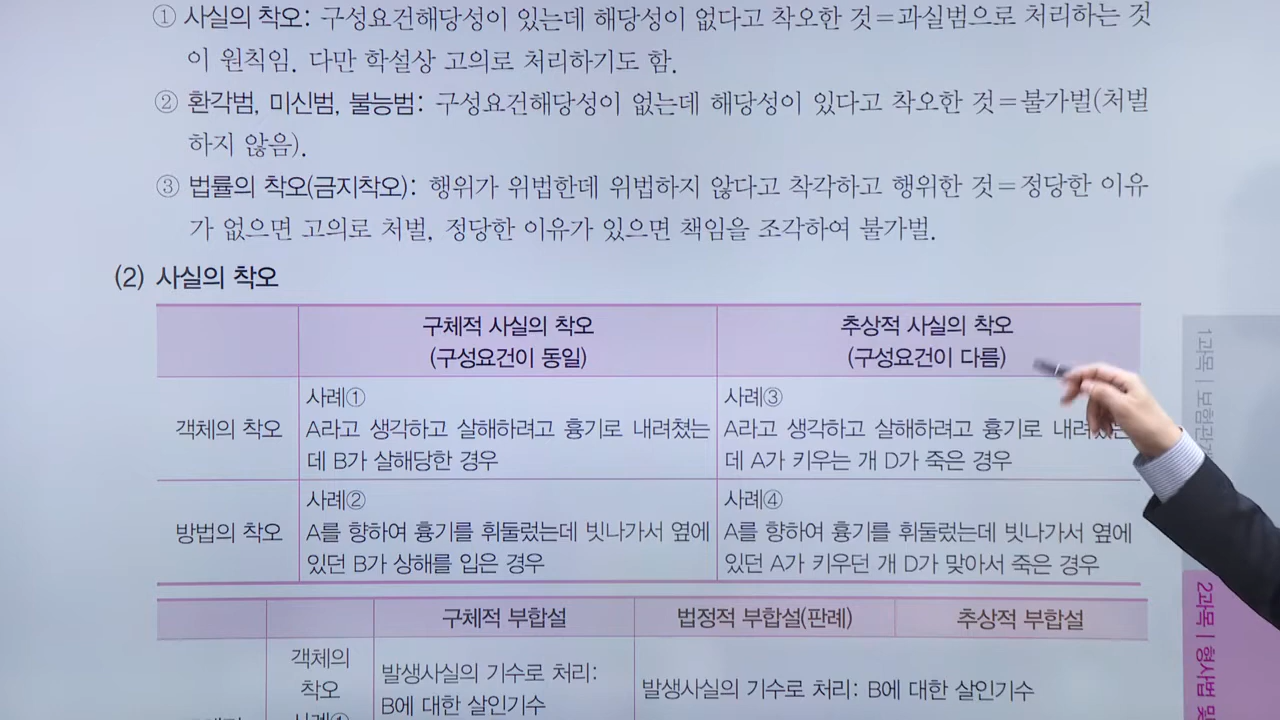 ① 사실의 착오: 구성요건해당성이 있는데 해당성이 없다고 착오한 것=과실범으로 처리하는 것
이 원칙임. 다만 학설상 고의로 처리하기도 함.
② 환각범, 미신범, 불능범: 구성요건해당성이 없는데 해당성이 있다고 착오한 것=불가벌(처벌
하지 않음).
③ 법률의 착오(금지착오): 행위가 위법한데 위법하지 않다고 착각하고 행위한 것=정당한 이유
가 없으면 고의로 처벌, 정당한 이유가 있으면 책임을 조각하여 불가벌.
(2) 사실의 착오
구체적 사실의 착오
(구성요건이 동일)
추상적 사실의 착오
(구성요건이 다름)
객체의 착오
사례①
A라고 생각하고 살해하려고 흉기로 내려쳤는
데 B가 살해당한 경우
사례③
A라고 생각하고 살해하려고 흉기로
데 A가 키우는 개 D가 죽은 경우
방법의 착오
사례②
A를 향하여 흉기를 휘둘렀는데 빗나가서 옆에
있던 B가 상해를 입은 경우
사례④
A를 향하여 흉기를 휘둘렀는데 빗나가서 옆에
있던 A가 키우던 개 D가 맞아서 죽은 경우
구체적 부합설
법정적 부합설(판례)
추상적 부합설
객체의
착오
발생사실의 기수로 처리:
B에 대한 살인기수
발생사실의 기수로 처리: B에 대한 살인기수
1과목 | 보험관
2과목 | 형사법 및